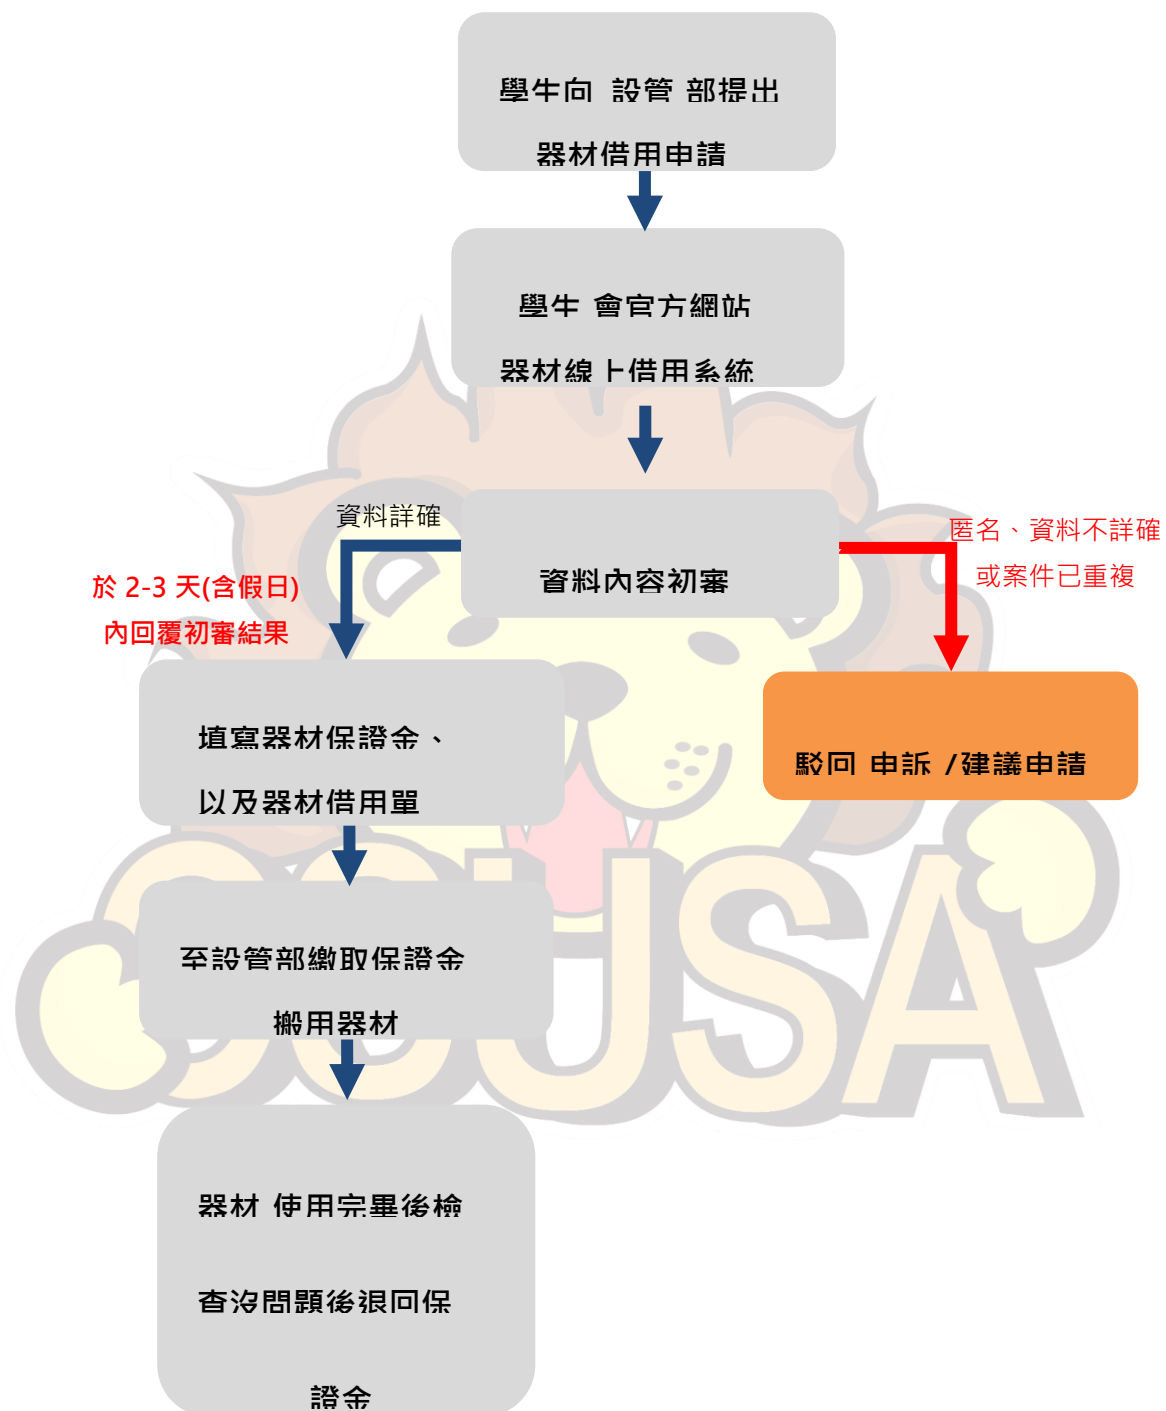 學生向 設管 部提出
器材借用申請
學生 會官方網站
器材線上借用系統
資料詳確
資料內容初審
匿名、資料不詳確
或案件已重複
於 2-3 天(含假日)
內回覆初審結果
填寫器材保證金、
以及器材借用單
駁回 申訴 /建議申請
至設管部繳取保證金
搬用器材
器材 使用完畢後檢
查沒問題後退回保
證金
CCUSA